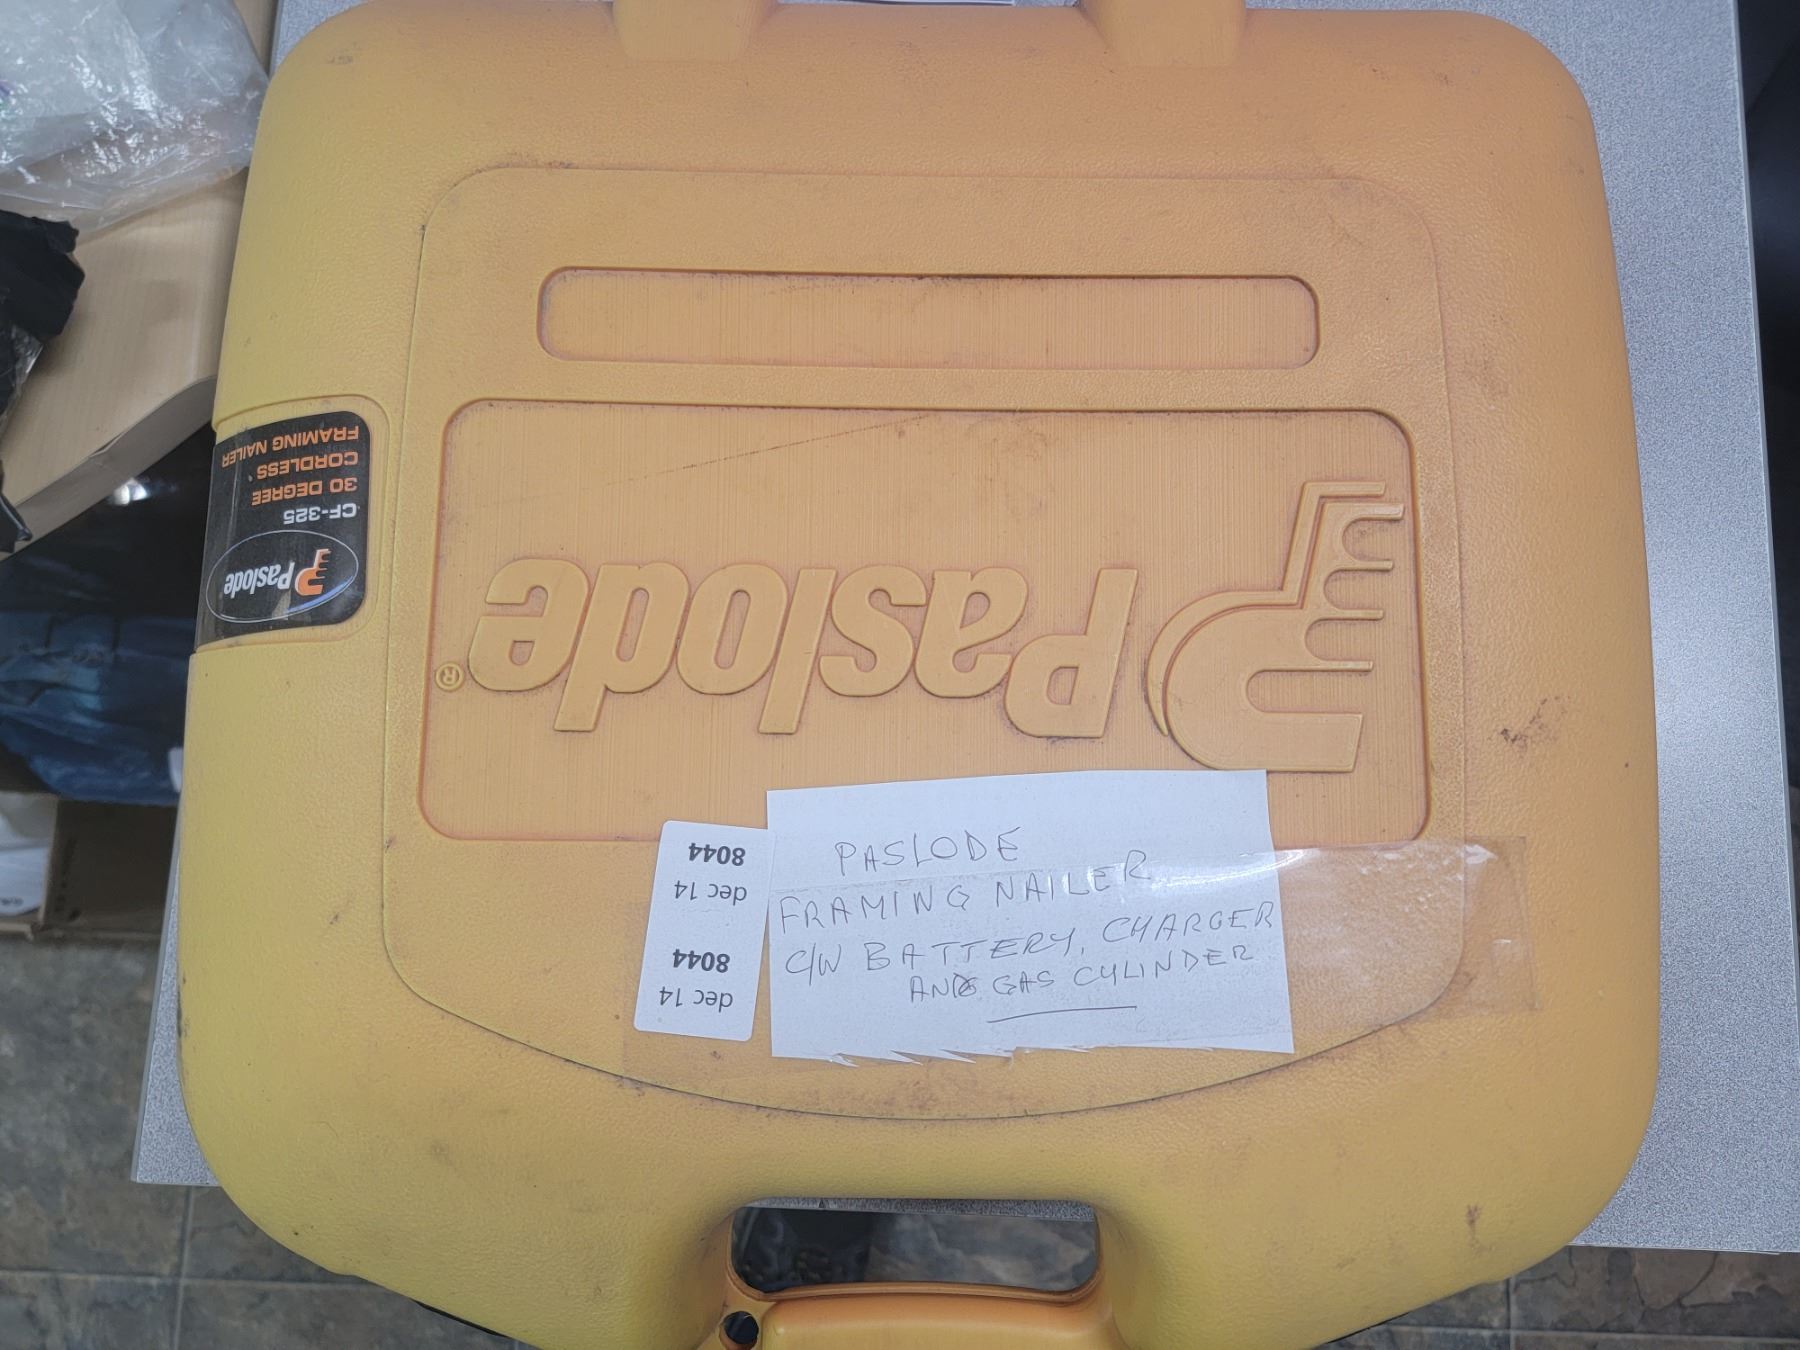 Paslode®
Paslode
CF-325
30 DEGREE
CORDLESS
FRAMING NAILER
PASLODE
FRAMING NAILER
C/W BATTERY, CHARGER
AND GAS CYLINDER
dec 14
8044
dec 14
8044